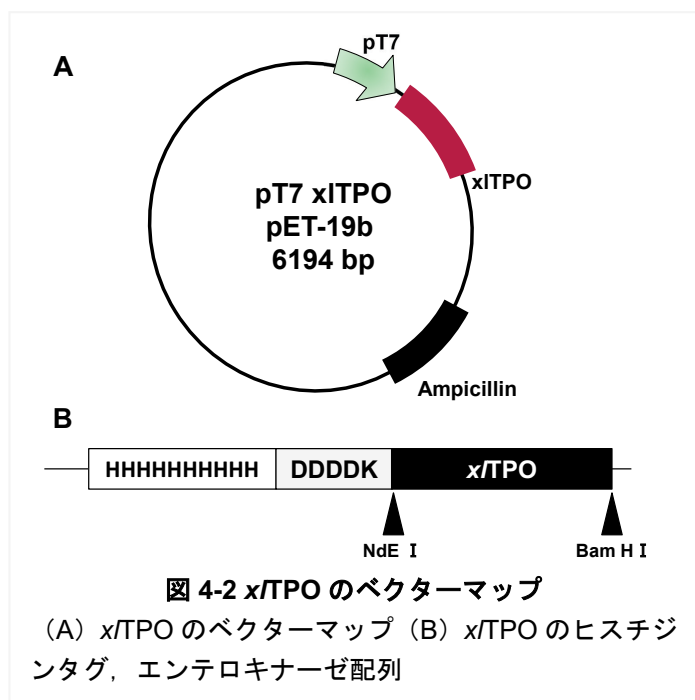 A
pT7
xlTPO
pT7 xlTPO
pET-19b
6194 bp
Ampicillin
B
HHHHHHHHHH DDDDK xlTPO
NdE I Bam H I
図 4-2 xlTPO のベクターマップ
（A）xlTPO のベクターマップ（B）xlTPO のヒスチジ
ンタグ，エンテロキナーゼ配列